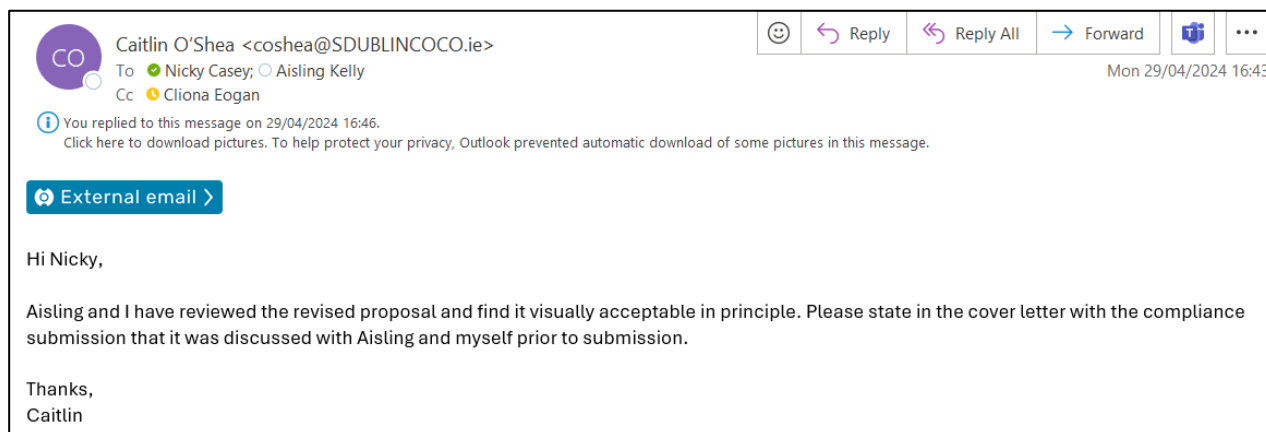 CO
Caitlin O'Shea <coshea@SDUBLINCOCO.ie>
Reply
Reply All
Forward
To Nicky Casey; Aisling Kelly
Mon 29/04/2024 16:43
Cc Cliona Eogan
You replied to this message on 29/04/2024 16:46.
Click here to download pictures. To help protect your privacy, Outlook prevented automatic download of some pictures in this message.
External email
Hi Nicky,
Aisling and I have reviewed the revised proposal and find it visually acceptable in principle. Please state in the cover letter with the compliance
submission that it was discussed with Aisling and myself prior to submission.
Thanks,
Caitlin